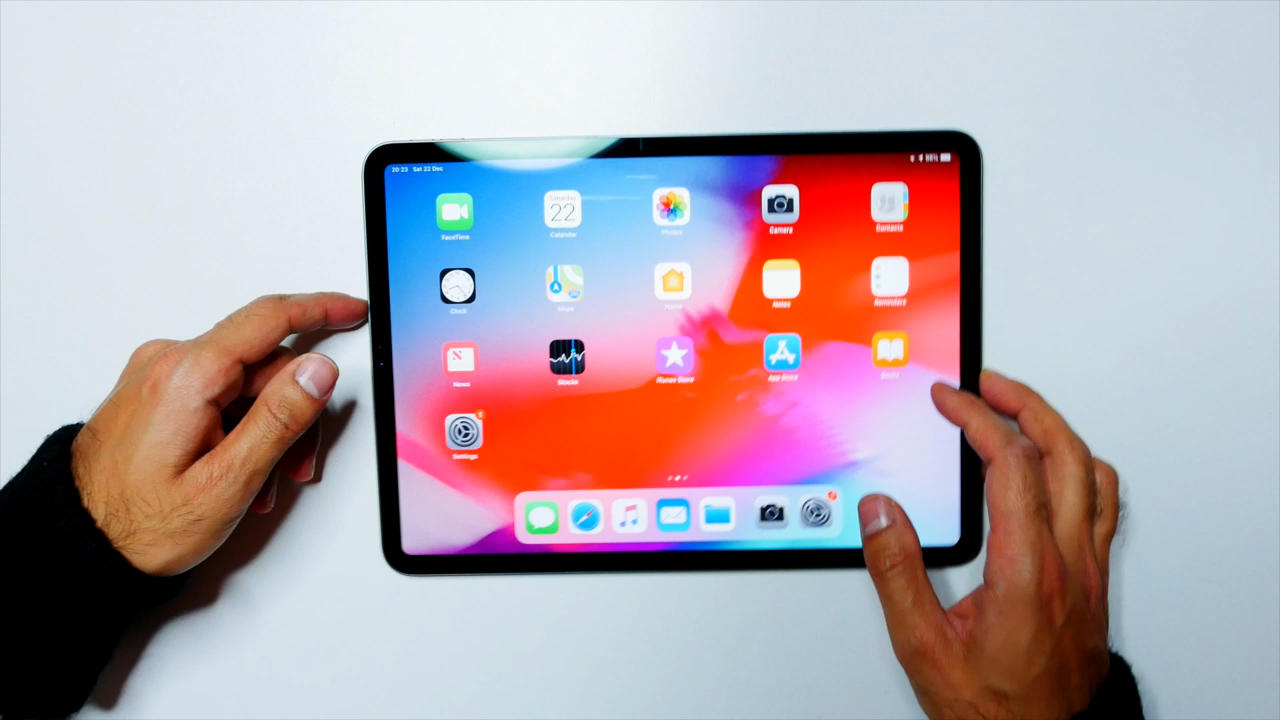 20:23 Sat 22 Dec
98%
FaceTime
Saturday
22
Calendar
Photos
Camera
Contacts
Clock
Maps
Home
Notes
Reminders
News
Stocks
iTunes Store
App Store
Books
Settings